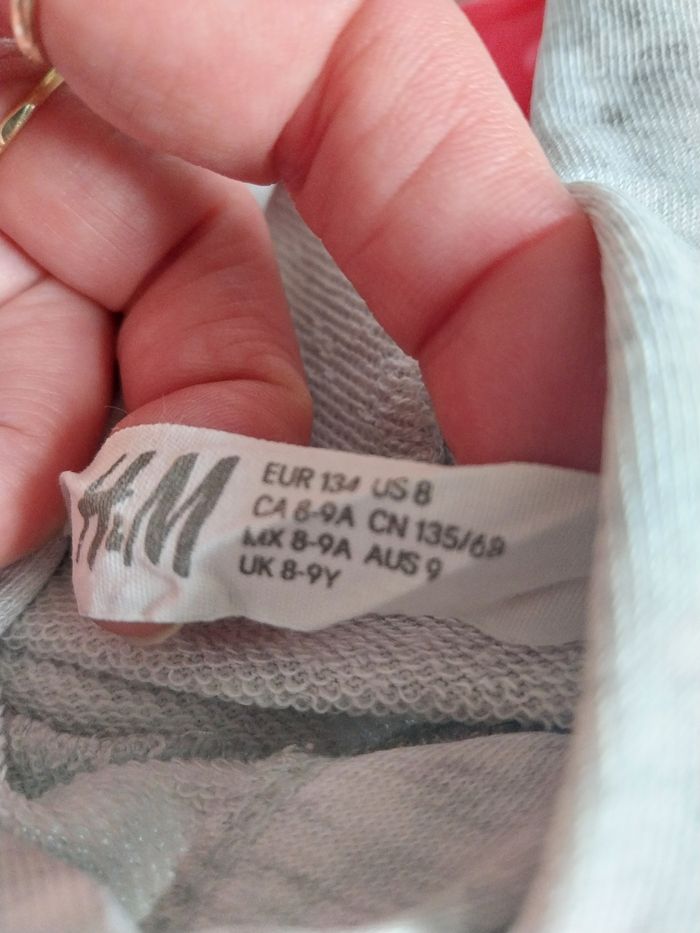 H&M
EUR 134 US 8
CA 8-9A CN 135/68
MX 8-9A AUS 9
UK 8-9Y